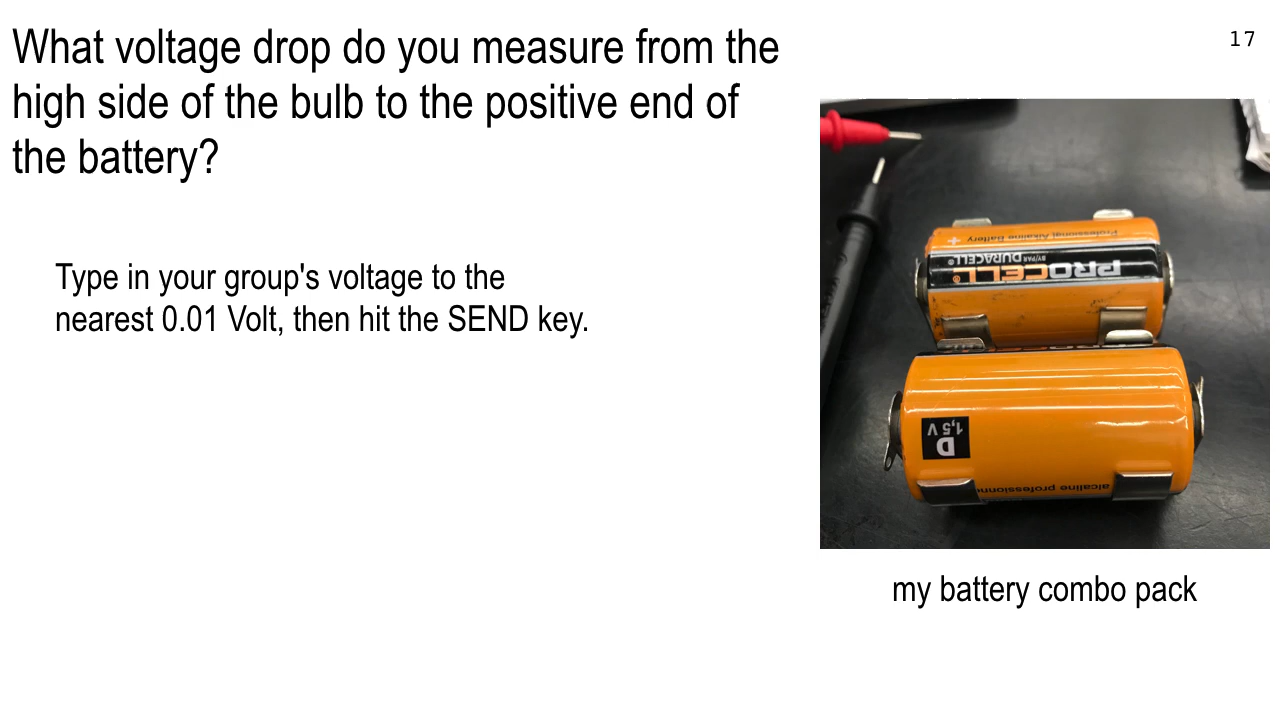 What voltage drop do you measure from the
high side of the bulb to the positive end of
the battery?
17
Type in your group's voltage to the
nearest 0.01 Volt, then hit the SEND key.
+ Professional Alkaline Battery
PROCELL®
BY/PAR DURACELL®
D
1,5 V
alcaline
my battery combo pack